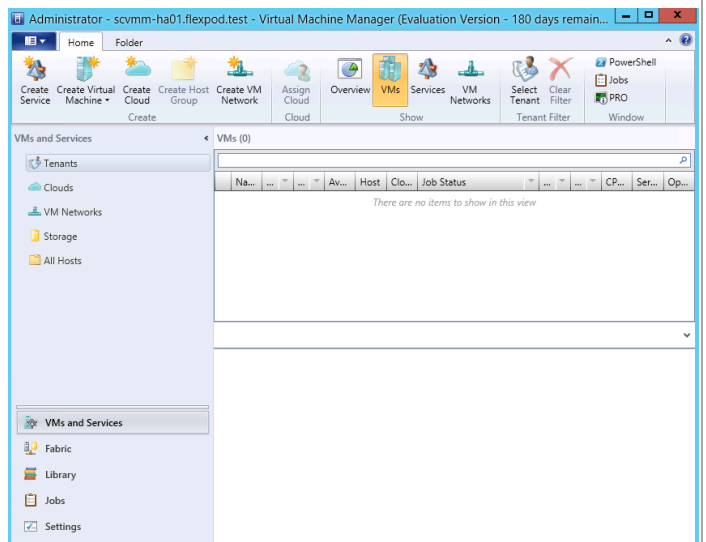 Administrator - scvmm-ha01.flexpod.test - Virtual Machine Manager (Evaluation Version - 180 days remain...
Home Folder
Create Service
Create Virtual Machine
Create Cloud
Create Host Group
Create VM Network
Assign Cloud
Overview
VMs
Services
VM Networks
Select Tenant
Clear Filter
PowerShell
Jobs
PRO
Create Cloud Show Tenant Filter Window
VMs and Services
VMs (0)
Tenants
Clouds
VM Networks
Storage
All Hosts
Na... ... ... Av... Host Clo... Job Status ... ... CP... Ser... Op...
There are no items to show in this view
VMs and Services
Fabric
Library
Jobs
Settings